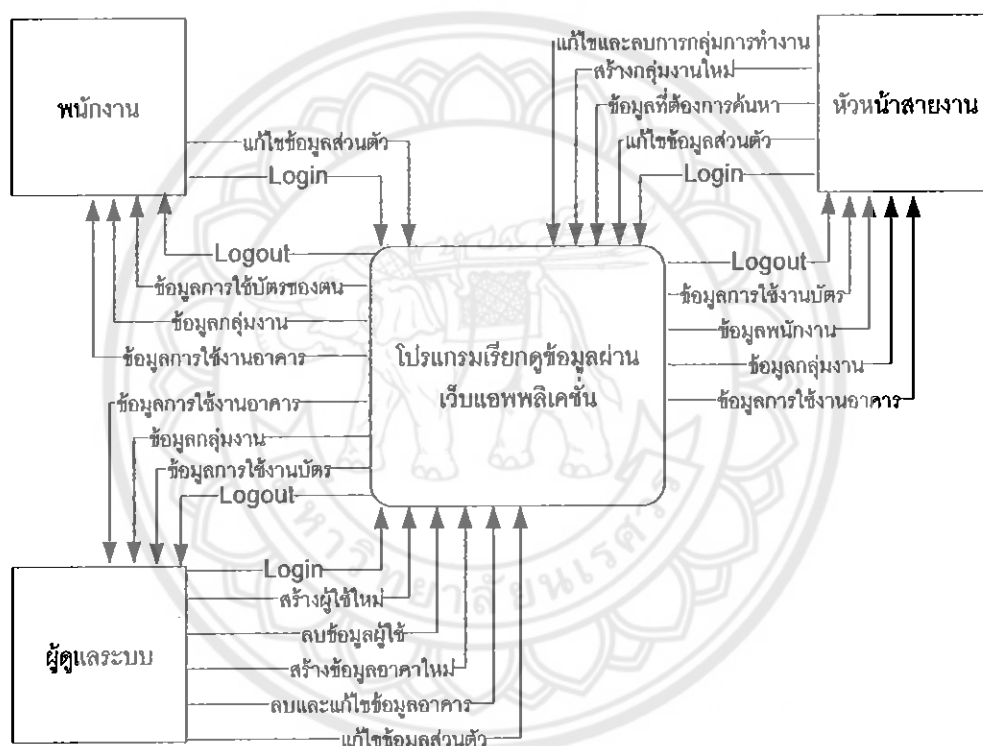 พนักงาน
แก้ไขข้อมูลส่วนตัว
Login
Logout
ข้อมูลการใช้บัตรของตน
ข้อมูลกลุ่มงาน
ข้อมูลการใช้งานอาคาร
แก้ไขและลบการกลุ่มการทำงาน
สร้างกลุ่มงานใหม่
ข้อมูลที่ต้องการค้นหา
แก้ไขข้อมูลส่วนตัว
Login
หัวหน้าสายงาน
Logout
ข้อมูลการใช้งานบัตร
ข้อมูลพนักงาน
ข้อมูลกลุ่มงาน
ข้อมูลการใช้งานอาคาร
โปรแกรมเรียกดูข้อมูลผ่าน
เว็บแอพพลิเคชั่น
ข้อมูลการใช้งานอาคาร
ข้อมูลกลุ่มงาน
ข้อมูลการใช้งานบัตร
Logout
ผู้ดูแลระบบ
Login
สร้างผู้ใช้ใหม่
ลบข้อมูลผู้ใช้
สร้างข้อมูลอาคาใหม่
ลบและแก้ไขข้อมูลอาคาร
แก้ไขข้อมูลส่วนตัว
หาวิทยาลัยนเรศวร